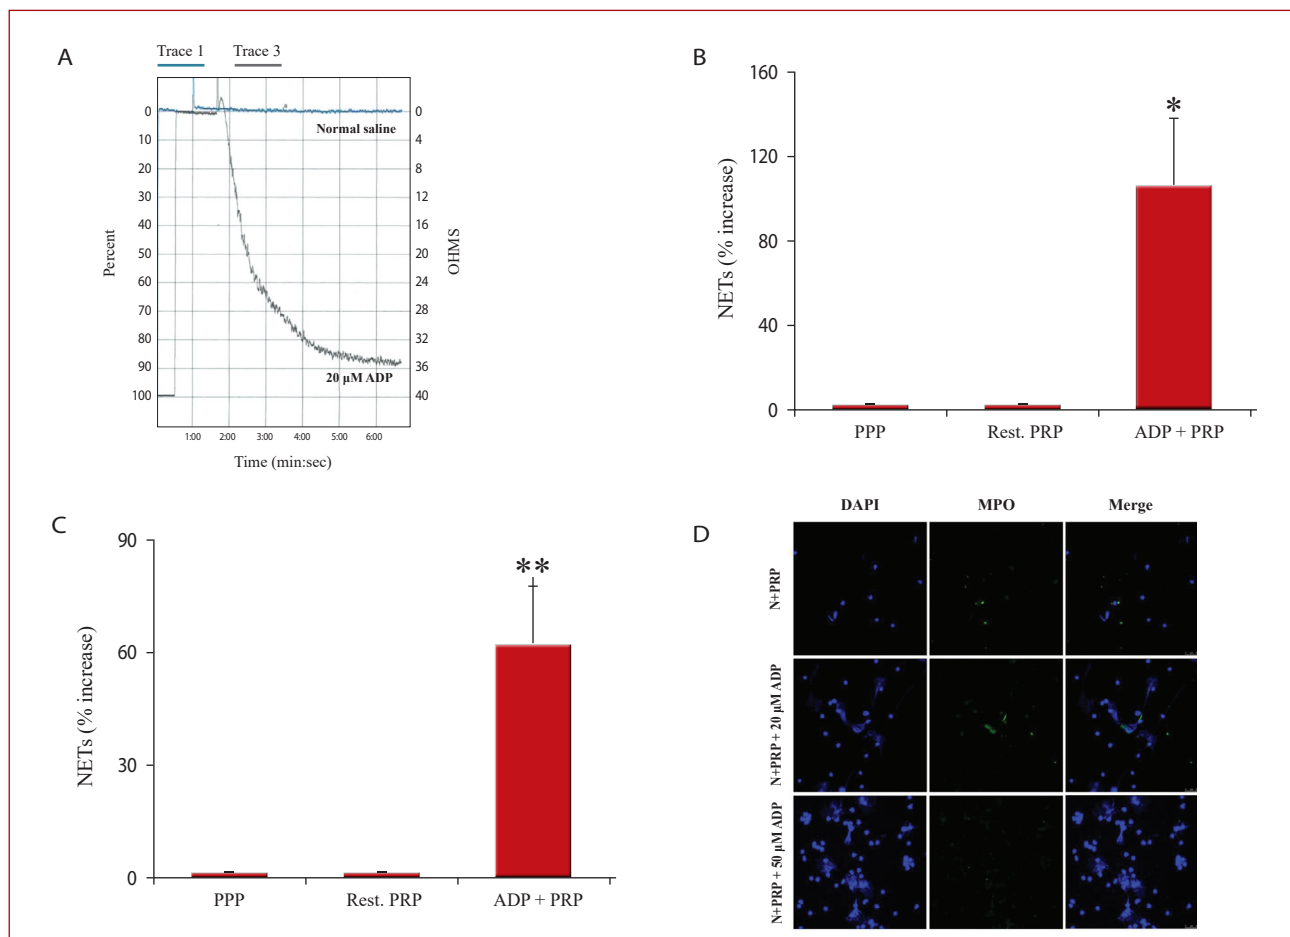 A
Trace 1 Trace 3
0 0
10 4
20 8
30 12
40 16
50 20
60 24
70 28
80 32
90 36
100 40
Percent
OHMS
Normal saline
20 µM ADP
1:00 2:00 3:00 4:00 5:00 6:00
Time (min:sec)
B
160
120
80
40
0
NETs (% increase)
*
PPP Rest. PRP ADP + PRP
C
90
60
30
0
NETs (% increase)
**
PPP Rest. PRP ADP + PRP
D
DAPI MPO Merge
N+PRP
N+PRP + 20 µM ADP
N+PRP + 50 µM ADP